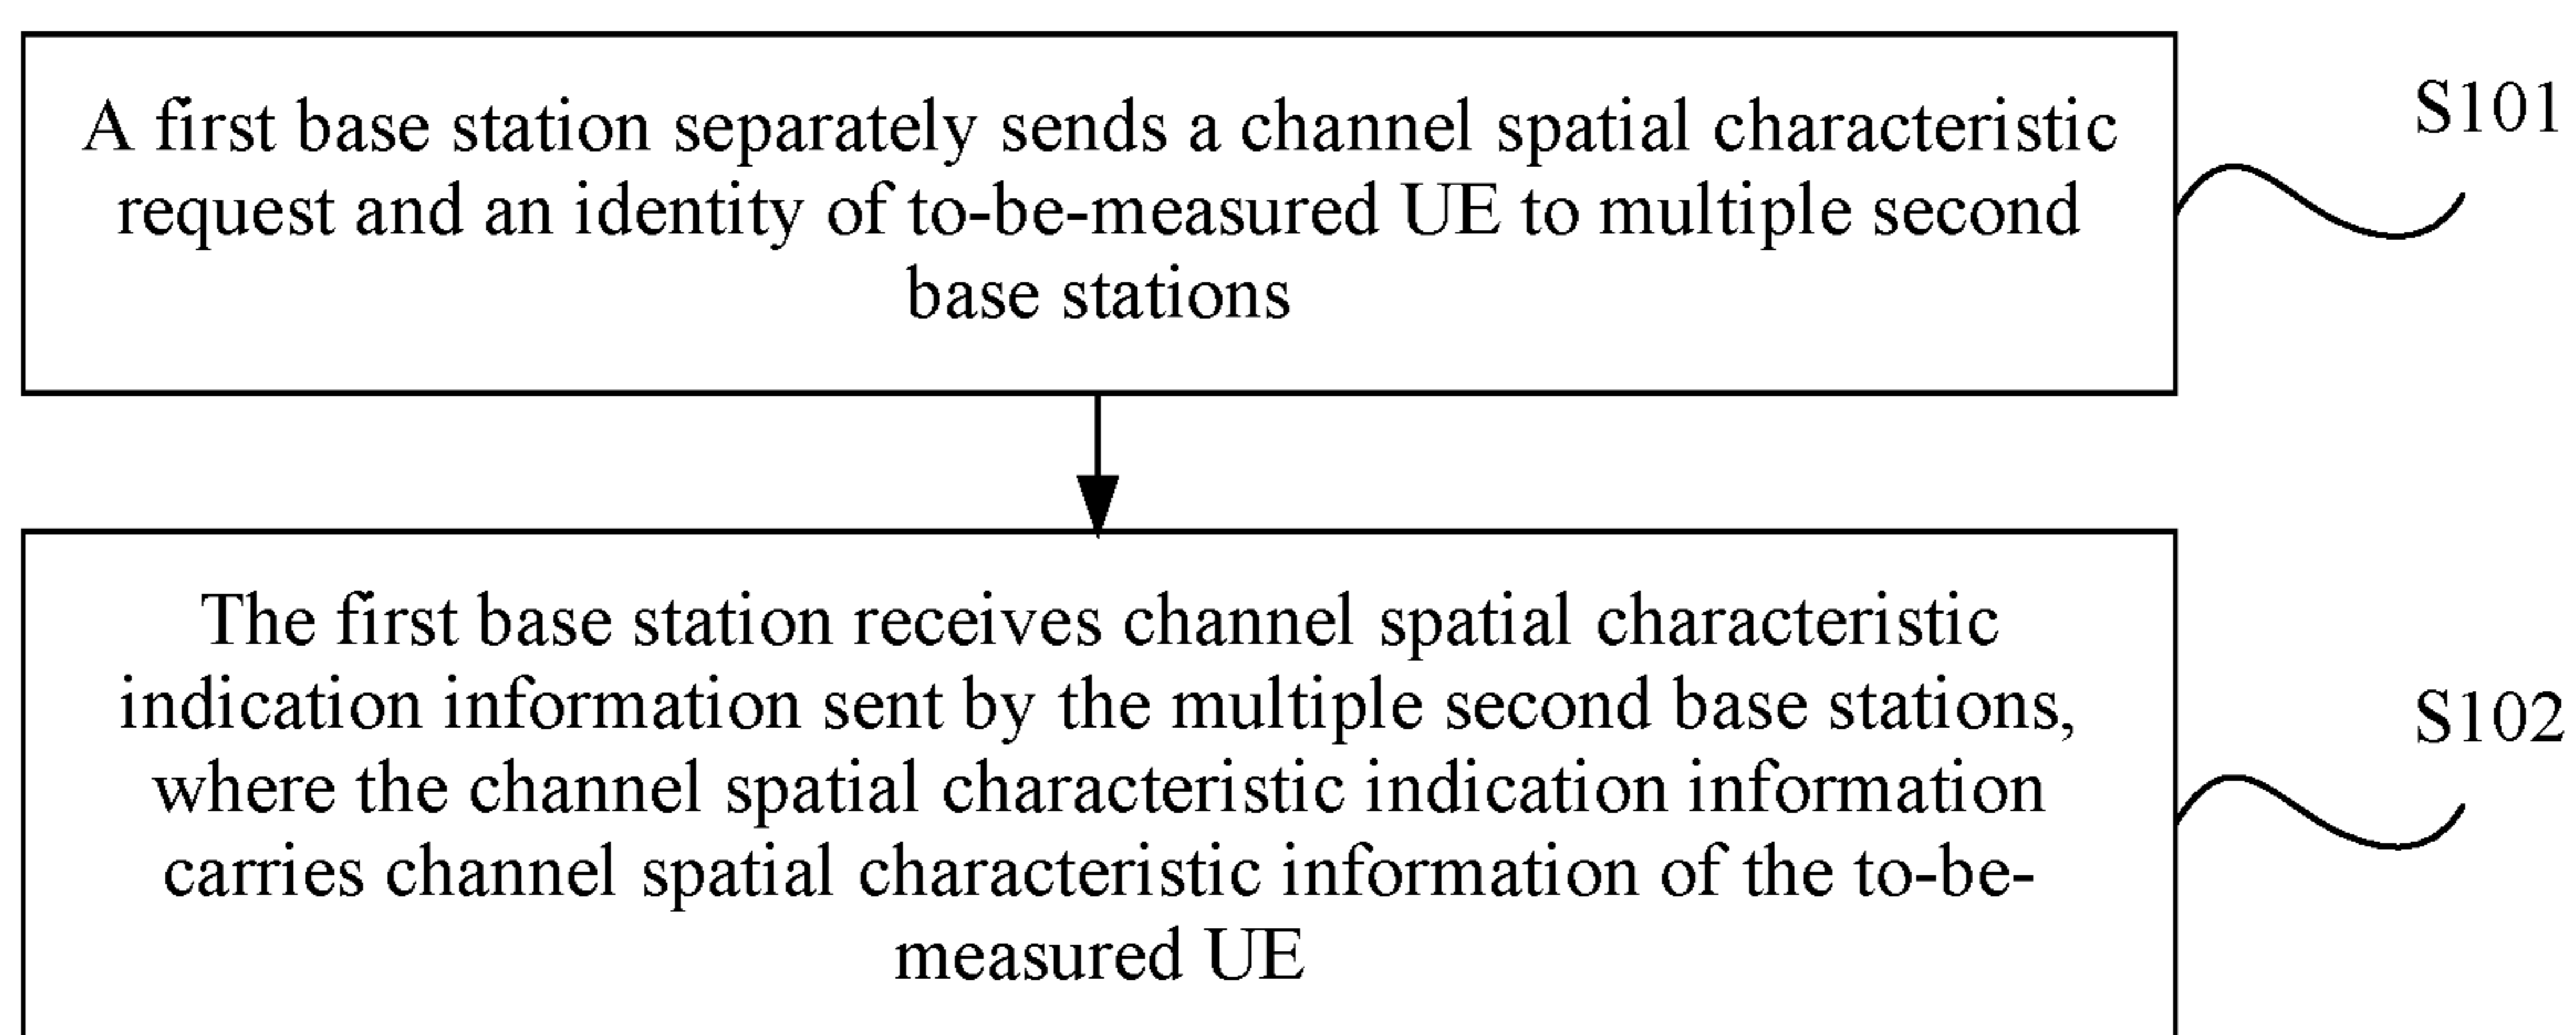 A first base station separately sends a channel spatial characteristic
request and an identity of to-be-measured UE to multiple second
base stations
S101
The first base station receives channel spatial characteristic
indication information sent by the multiple second base stations,
where the channel spatial characteristic indication information
carries channel spatial characteristic information of the to-be-
measured UE
S102